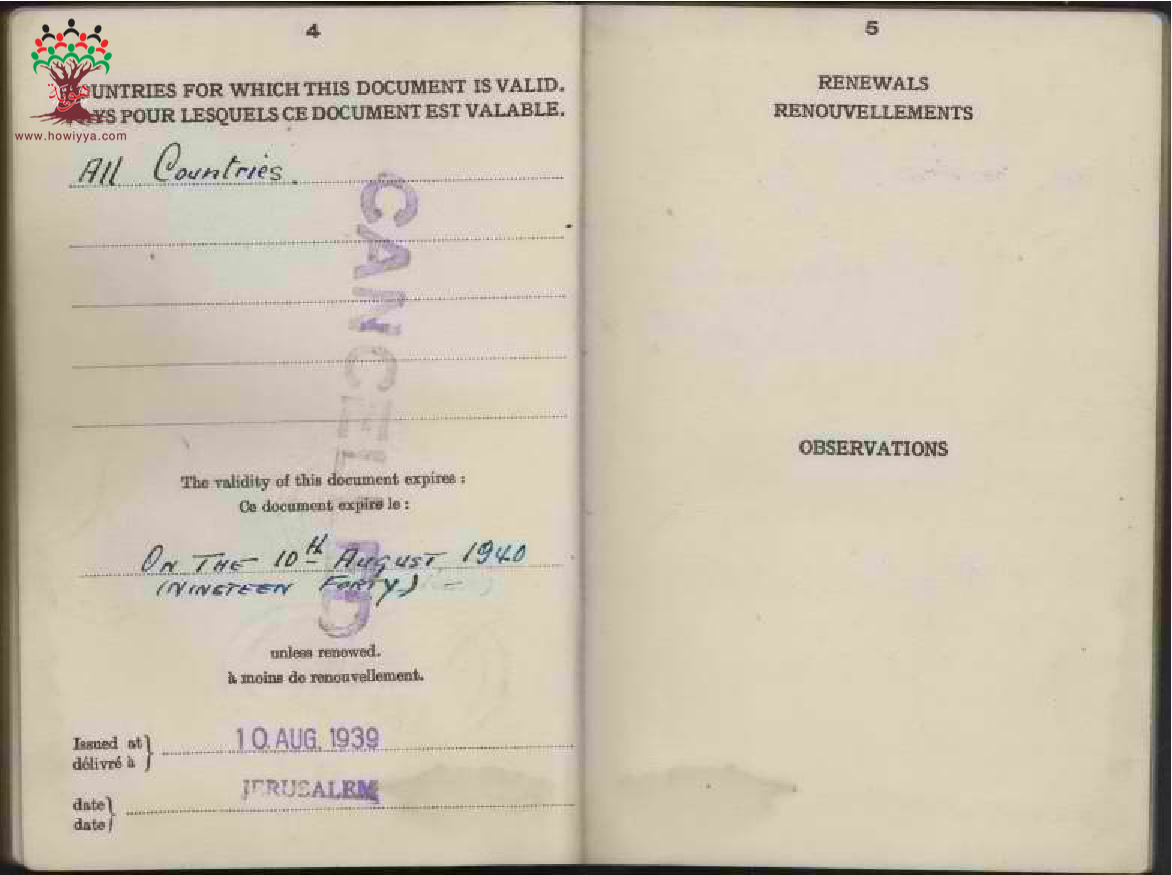 4
UNTRIES FOR WHICH THIS DOCUMENT IS VALID.
YS POUR LESQUELS CE DOCUMENT EST VALABLE.
www.howiyya.com
All Countries.
CANCELLED
The validity of this document expires :
Ce document expire le :
ON THE 10th AUGUST, 1940
(NINETEEN FORTY)
unless renewed.
à moins de renouvellement.
Issued at
délivré à
10. AUG. 1939
JERUSALEM
date
date
5
RENEWALS
RENOUVELLEMENTS
OBSERVATIONS